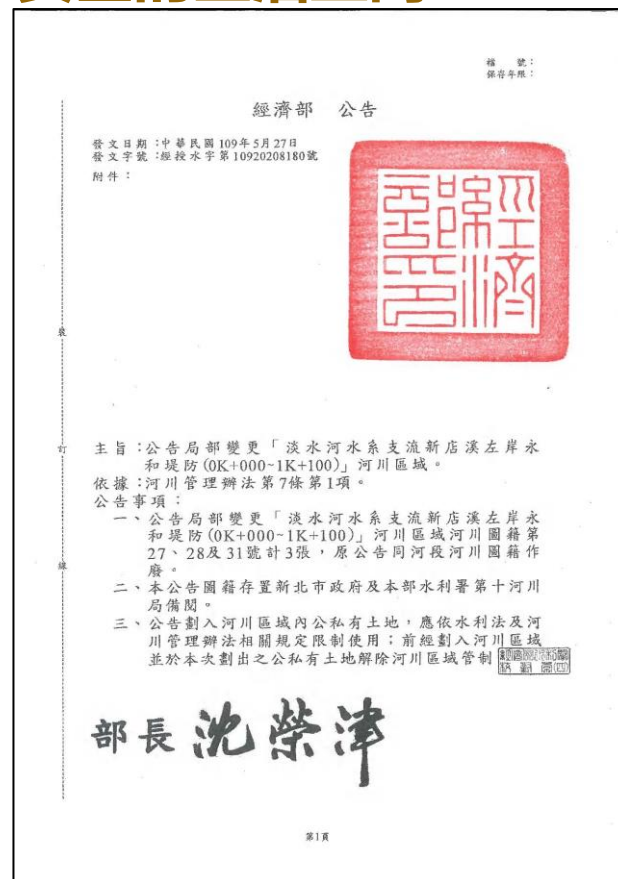 檔　　號：
保存年限：
經濟部　公告
發文日期：中華民國109年5月27日
發文字號：經授水字第10920208180號
附件：
經濟部印
裝
訂
線
主旨：公告局部變更「淡水河水系支流新店溪左岸永
和堤防(0K+000~1K+100)」河川區域。
依據：河川管理辦法第7條第1項。
公告事項：
一、公告局部變更「淡水河水系支流新店溪左岸永
和堤防(0K+000~1K+100)」河川區域河川圖籍第
27、28及31號計3張，原公告同河段河川圖籍作
廢。
二、本公告圖籍存置新北市政府及本部水利署第十河川
局備閱。
三、公告劃入河川區域內公私有土地，應依水利法及河
川管理辦法相關規定限制使用；前經劃入河川區域
並於本次劃出之公私有土地解除河川區域管制
部長 沈榮津
第1頁